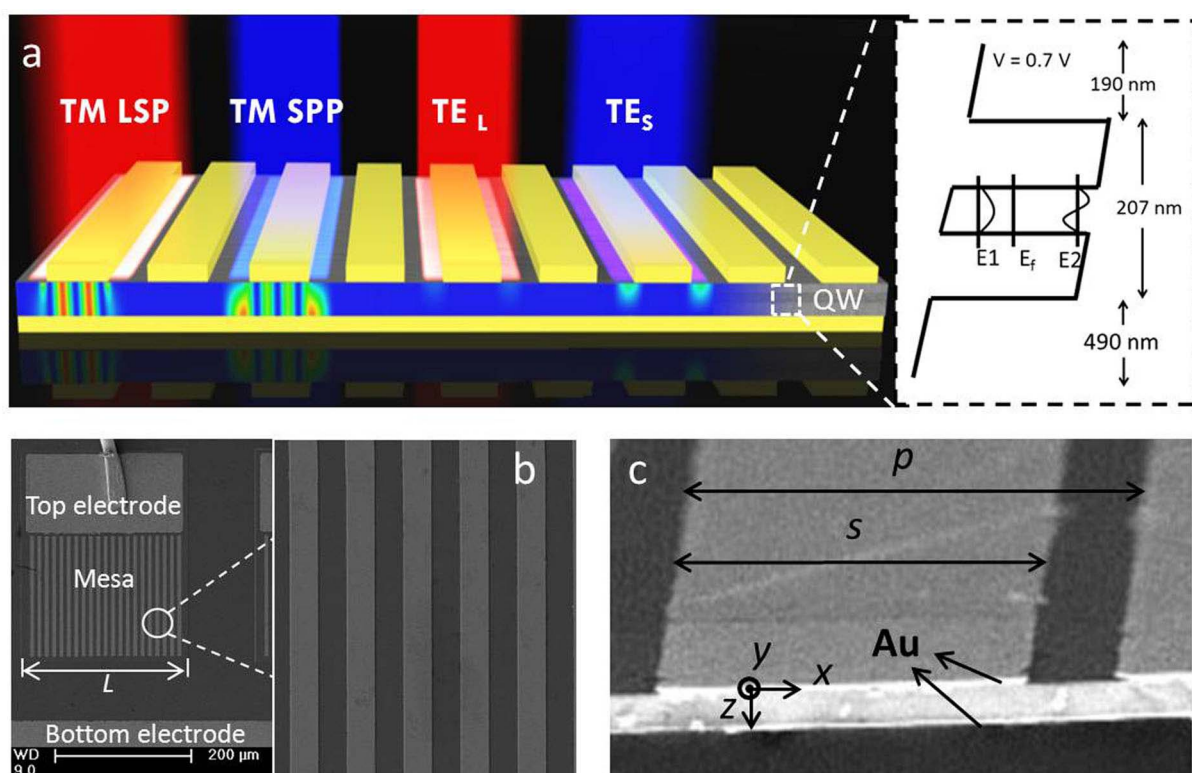 a
TM LSP
TM SPP
TE L
TE S
QW
V = 0.7 V
190 nm
207 nm
E1
Ef
E2
490 nm
Top electrode
Mesa
L
Bottom electrode
WD
9.0
200 µm
b
c
p
s
Au
y
x
z